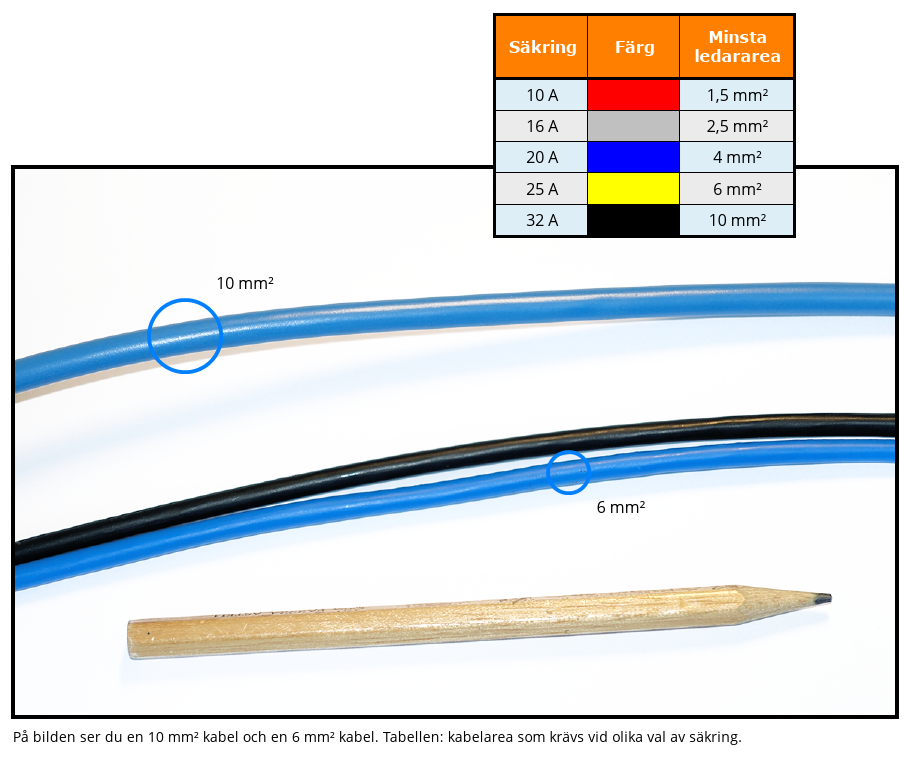 Säkring Färg Minsta
ledararea
10 A 1,5 mm²
16 A 2,5 mm²
20 A 4 mm²
25 A 6 mm²
32 A 10 mm²
10 mm²
6 mm²
På bilden ser du en 10 mm² kabel och en 6 mm² kabel. Tabellen: kabelarea som krävs vid olika val av säkring.